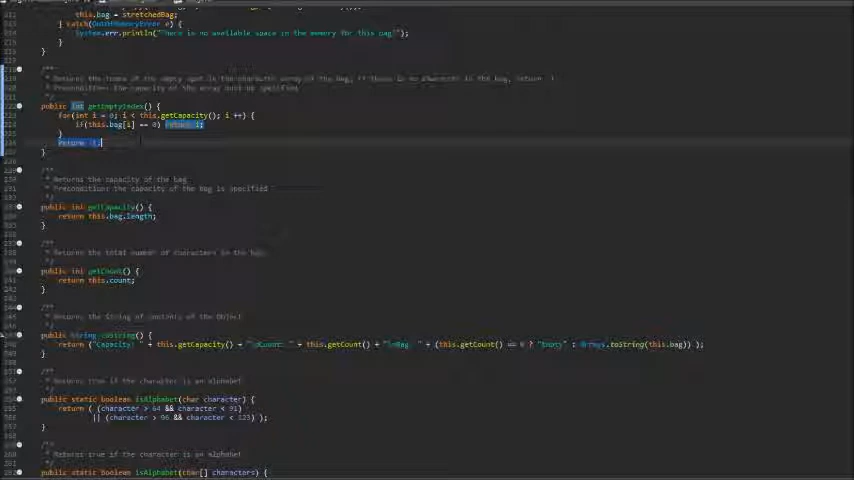 this.bag = stretchedBag;
} catch(OutOfMemoryError e) {
System.err.println("There is no available space in the memory for this bag");
}
}
/**
* Returns the index of the empty spot in the character array of the bag, if there is no character in the bag, return -1
* Precondition: The capacity of the array must be specified
*/
public int getEmptyIndex() {
for(int i = 0; i < this.getCapacity(); i ++) {
if(this.bag[i] == 0) return i;
}
return -1;
}
/**
* Returns the capacity of the bag
* Precondition: The capacity of the bag is specified
*/
public int getCapacity() {
return this.bag.length;
}
/**
* Returns the total number of characters in the bag
*/
public int getCount() {
return this.count;
}
/**
* Returns the String of contents of the Object
*/
public String toString() {
return ("Capacity: " + this.getCapacity() + "\nCount: " + this.getCount() + "\nBag: " + (this.getCount() == 0 ? "Empty" : Arrays.toString(this.bag)) );
}
/**
* Returns true if the character is an alphabet
*/
public static boolean isAlphabet(char character) {
return ( (character > 64 && character < 91)
|| (character > 96 && character < 123) );
}
/**
* Returns true if the character is an alphabet
*/
public static boolean isAlphabet(char[] characters) {